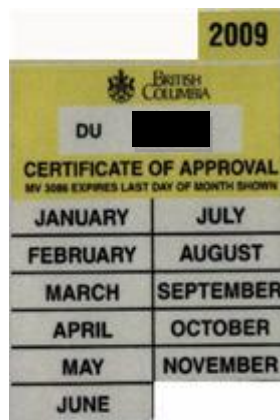 2009
BRITISH
COLUMBIA
DU
CERTIFICATE OF APPROVAL
MV 3086 EXPIRES LAST DAY OF MONTH SHOWN
JANUARY JULY
FEBRUARY AUGUST
MARCH SEPTEMBER
APRIL OCTOBER
MAY NOVEMBER
JUNE